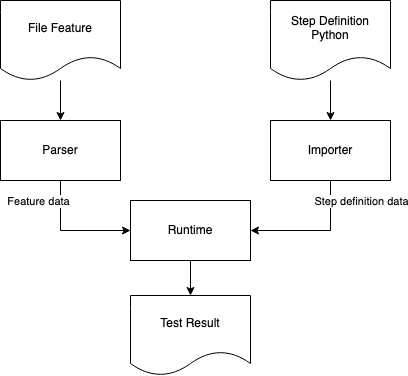 File Feature
Step Definition
Python
Parser
Importer
Feature data
Step definition data
Runtime
Test Result